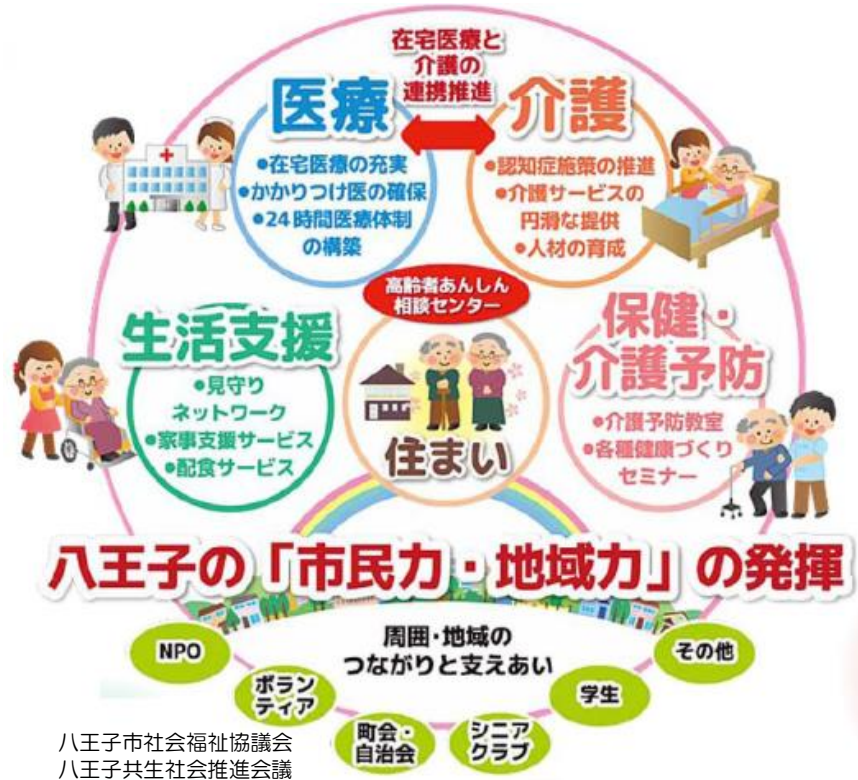 在宅医療と
介護の
連携推進
医療
•在宅医療の充実
•かかりつけ医の確保
•24時間医療体制
の構築
介護
•認知症施策の推進
•介護サービスの
円滑な提供
•人材の育成
高齢者あんしん
相談センター
生活支援
•見守り
ネットワーク
•家事支援サービス
•配食サービス
住まい
保健・
介護予防
•介護予防教室
•各種健康づくり
セミナー
八王子の「市民力・地域力」の発揮
周囲・地域の
つながりと支えあい
NPO
ボラン
ティア
町会・
自治会
シニア
クラブ
学生
その他
八王子市社会福祉協議会
八王子共生社会推進会議